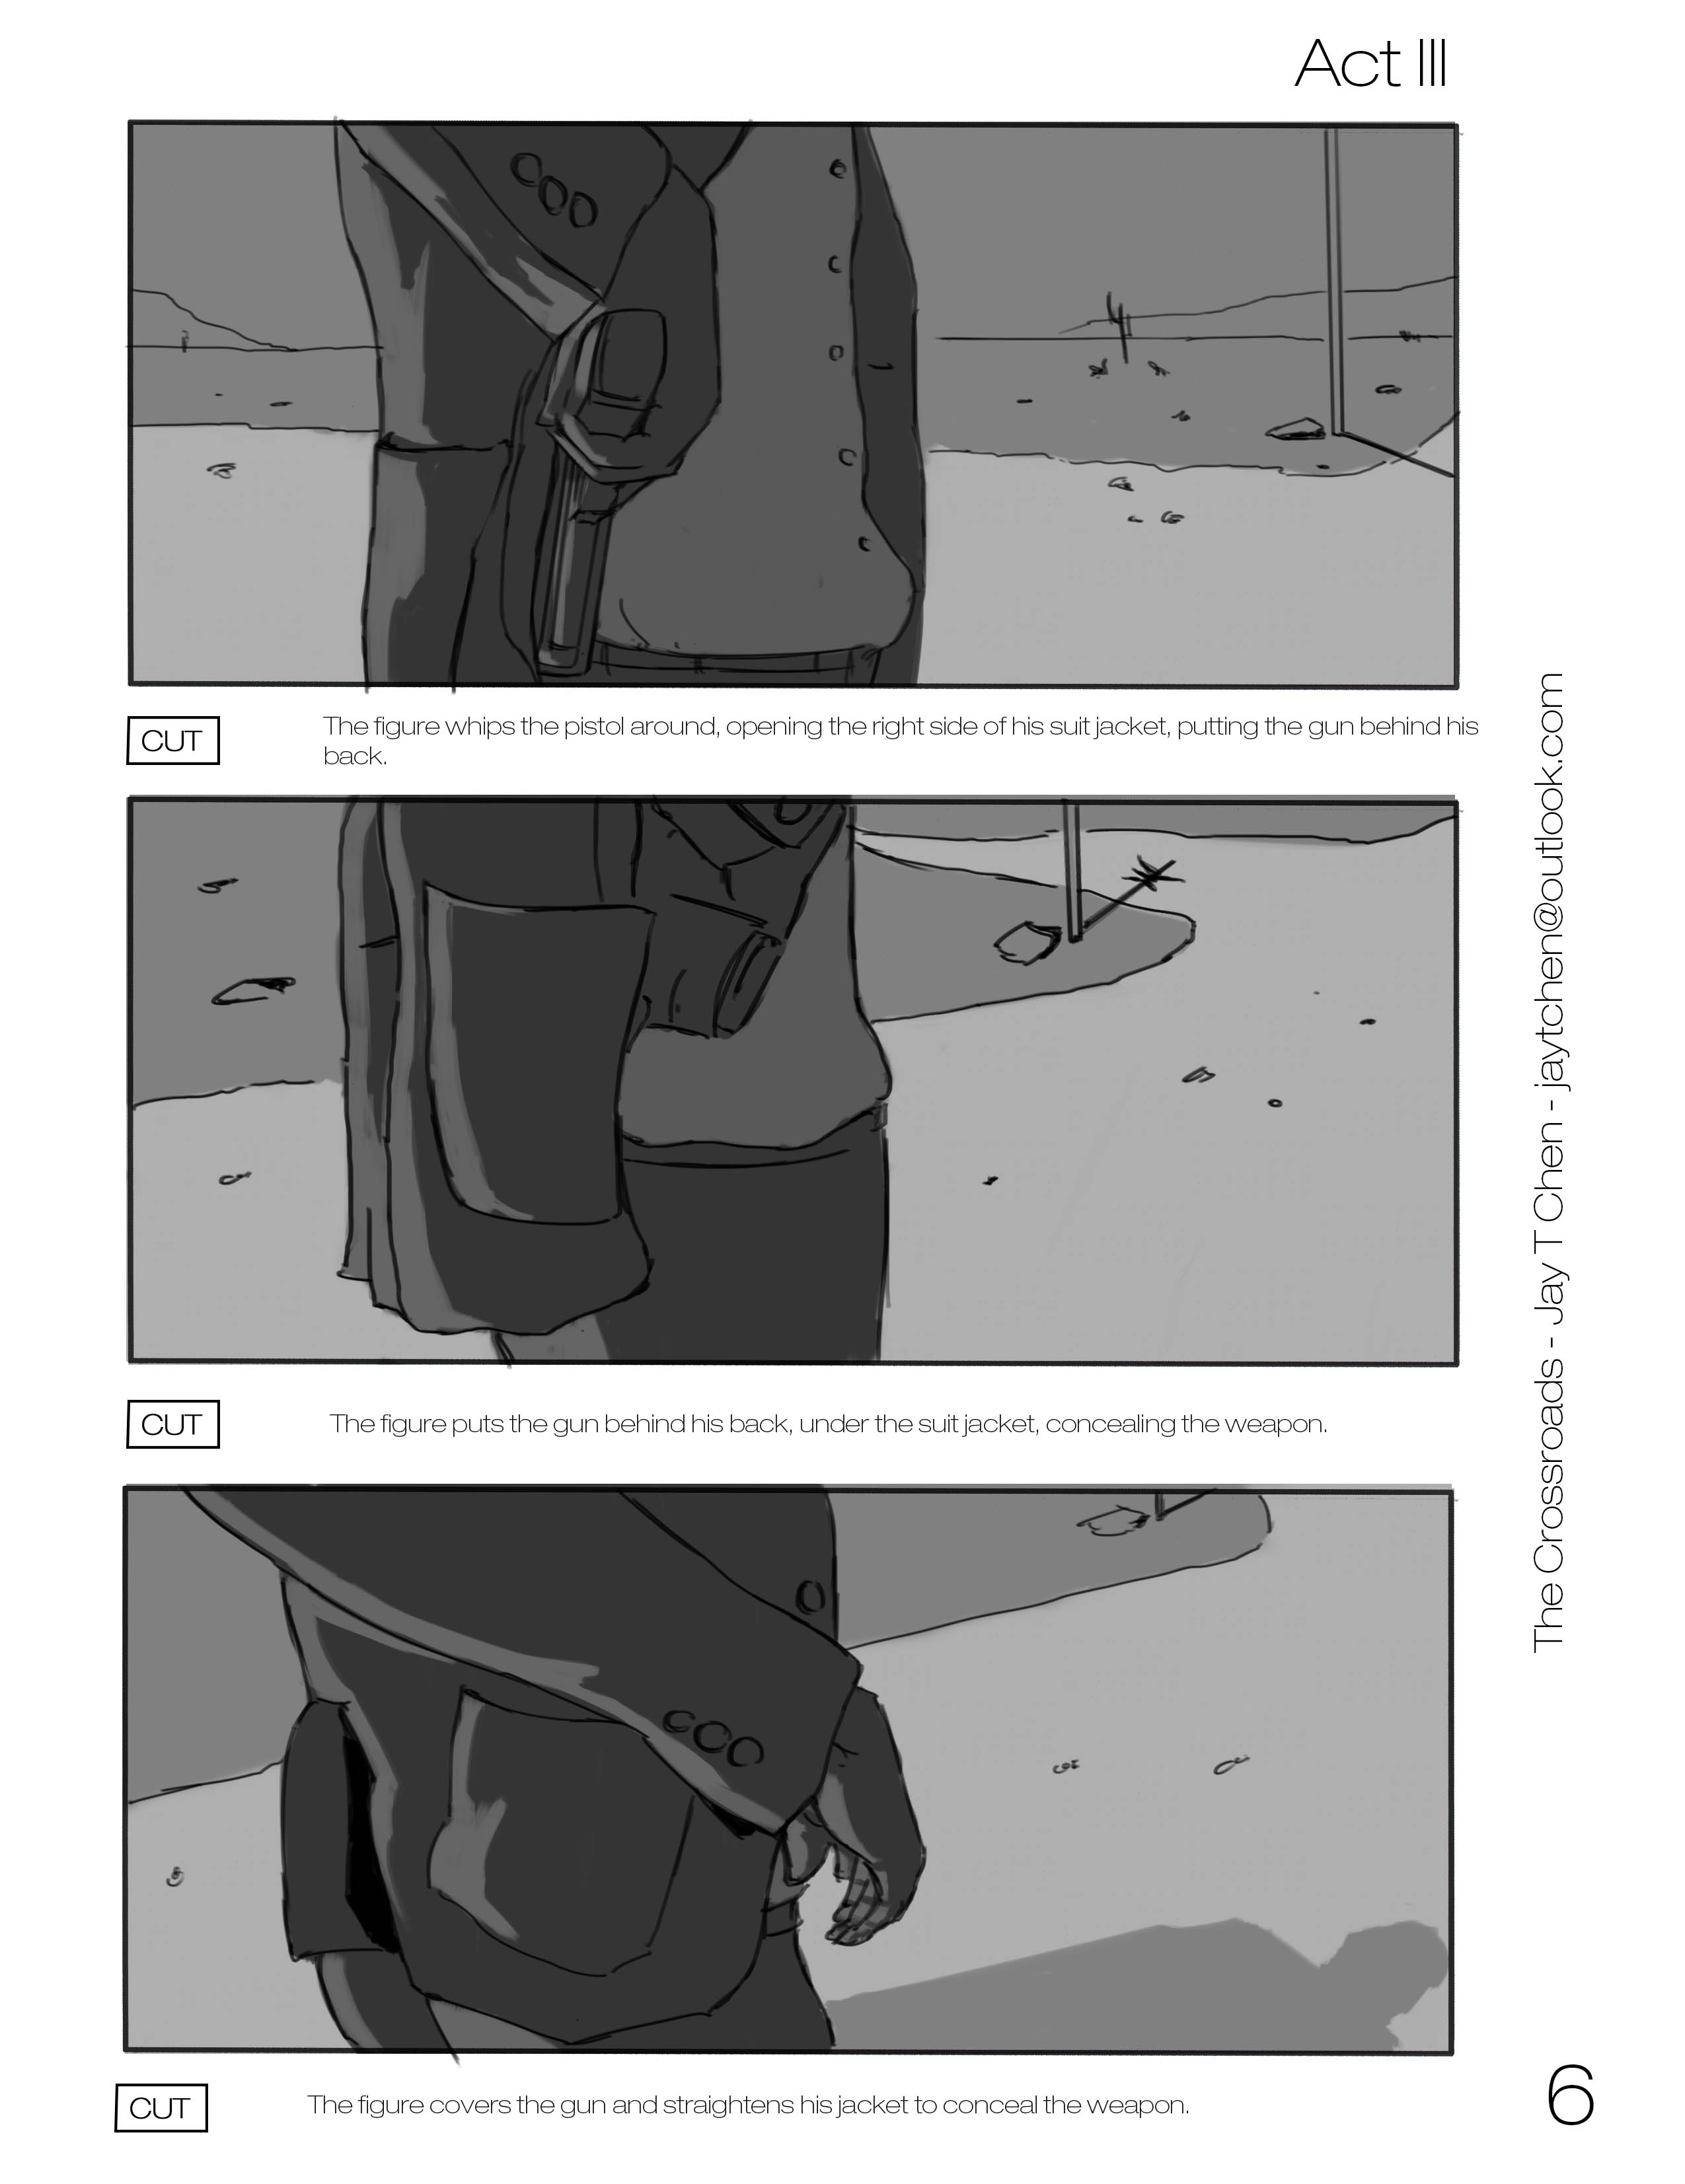 Act III
CUT
The figure whips the pistol around, opening the right side of his suit jacket, putting the gun behind his
back.
CUT
The figure puts the gun behind his back, under the suit jacket, concealing the weapon.
CUT
The figure covers the gun and straightens his jacket to conceal the weapon.
The Crossroads - Jay T Chen - jaytchen@outlook.com
6